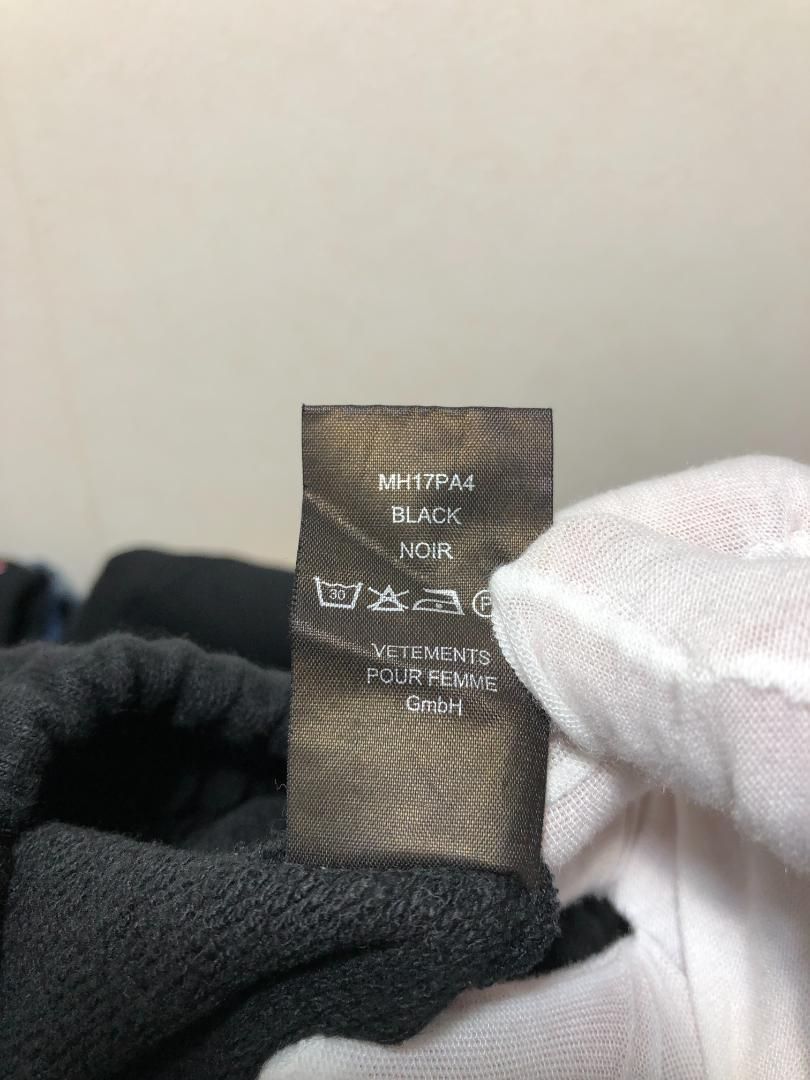 MH17PA4
BLACK
NOIR
30 P
VETEMENTS
POUR FEMME
GmbH